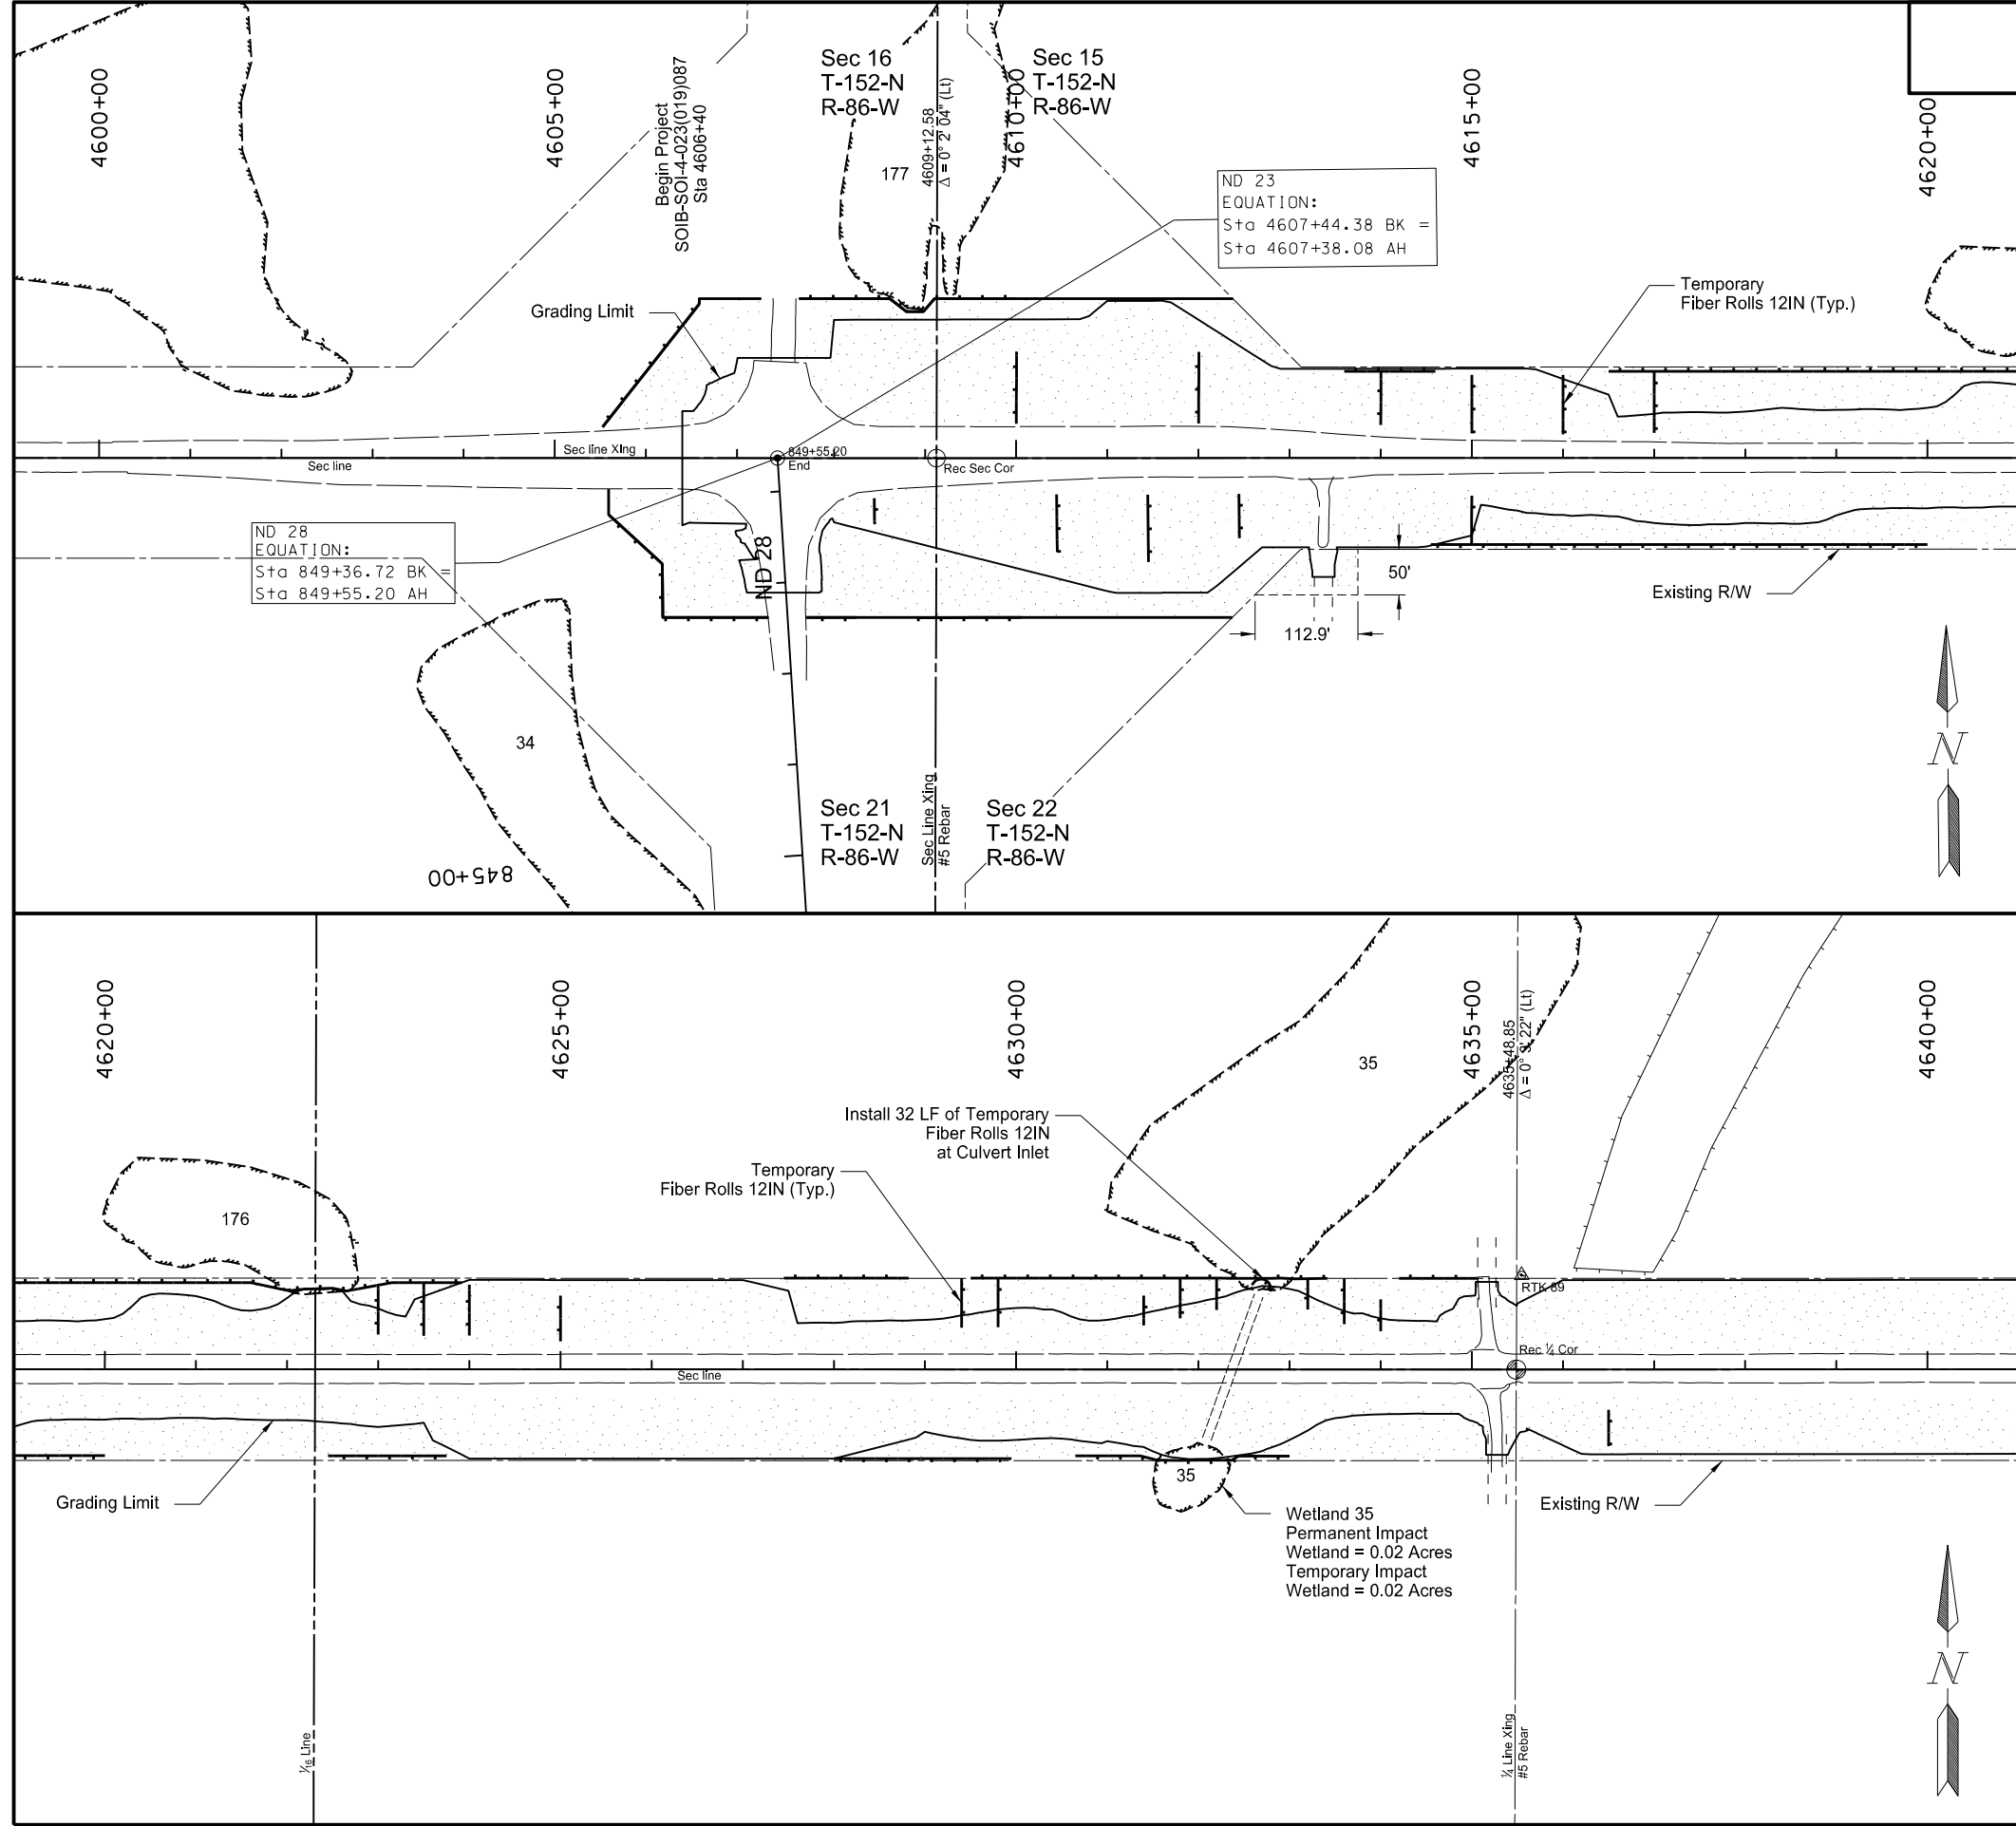 4600+00
4605+00
Begin Project
SOIB-SOI-4-023(019)087
Sta 4606+40
Sec 16
T-152-N
R-86-W
177
4609+12.58
Δ = 0° 2' 04" (Lt)
4610+00
Sec 15
T-152-N
R-86-W
4615+00
4620+00
ND 23
EQUATION:
Sta 4607+44.38 BK =
Sta 4607+38.08 AH
Grading Limit
Temporary
Fiber Rolls 12IN (Typ.)
Sec line
Sec line Xing
849+55.20
End
Rec Sec Cor
ND 28
EQUATION:
Sta 849+36.72 BK =
Sta 849+55.20 AH
ND 28
50'
112.9'
Existing R/W
34
845+00
Sec 21
T-152-N
R-86-W
Sec Line Xing
#5 Rebar
Sec 22
T-152-N
R-86-W
N
4620+00
4625+00
4630+00
4635+00
4635+48.85
Δ = 0° 3' 22" (Lt)
4640+00
35
Install 32 LF of Temporary
Fiber Rolls 12IN
at Culvert Inlet
Temporary
Fiber Rolls 12IN (Typ.)
176
RTK 89
Rec ¼ Cor
Sec line
Grading Limit
35
Wetland 35
Permanent Impact
Wetland = 0.02 Acres
Temporary Impact
Wetland = 0.02 Acres
Existing R/W
1/16 Line
¼ Line Xing
#5 Rebar
N